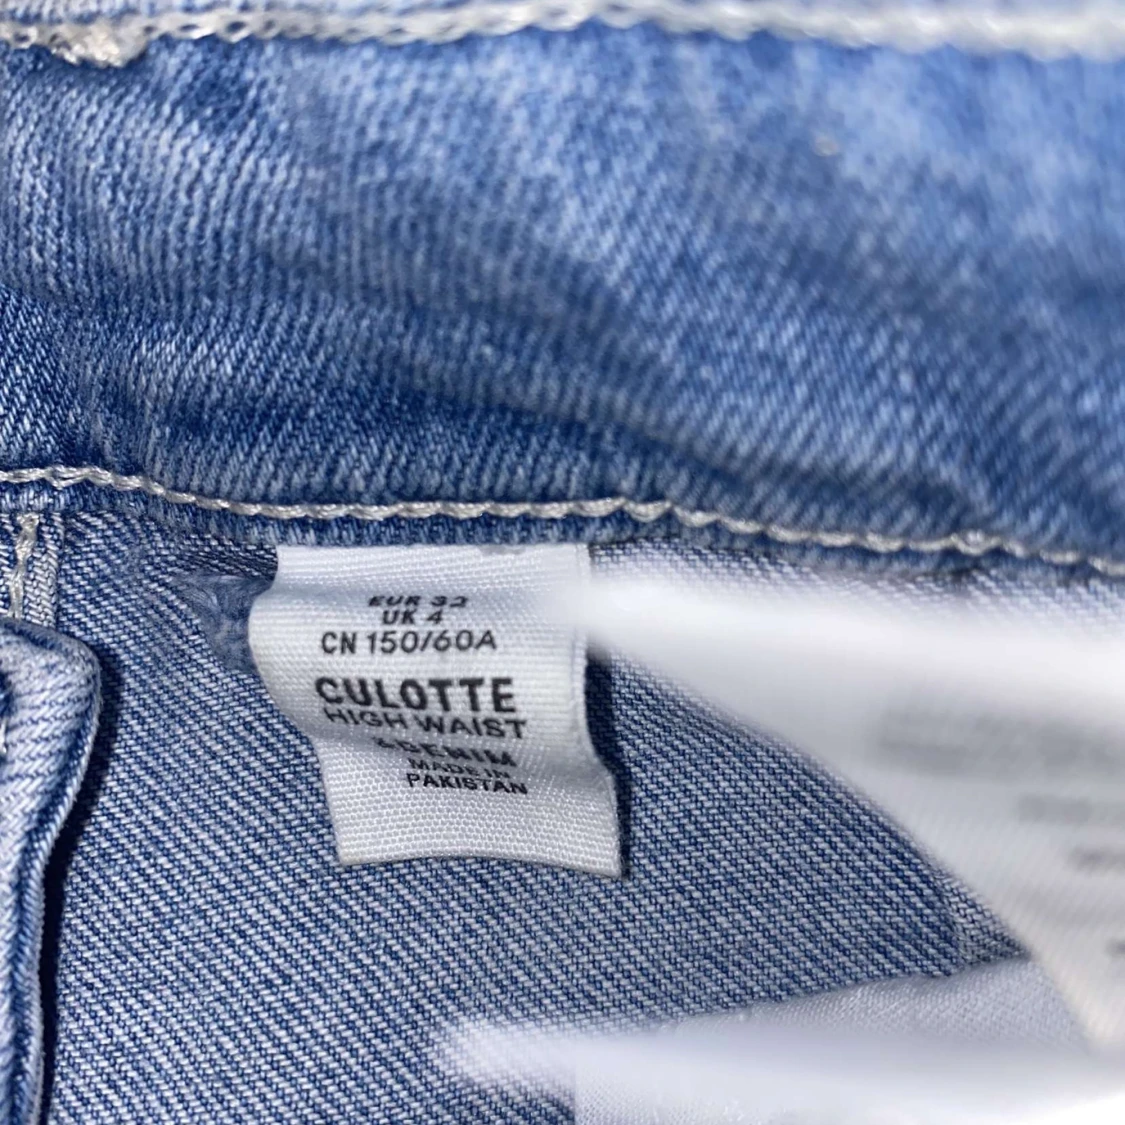 EUR 32
UK 4
CN 150/60A
CULOTTE
HIGH WAIST
&DENIM
MADE IN
PAKISTAN